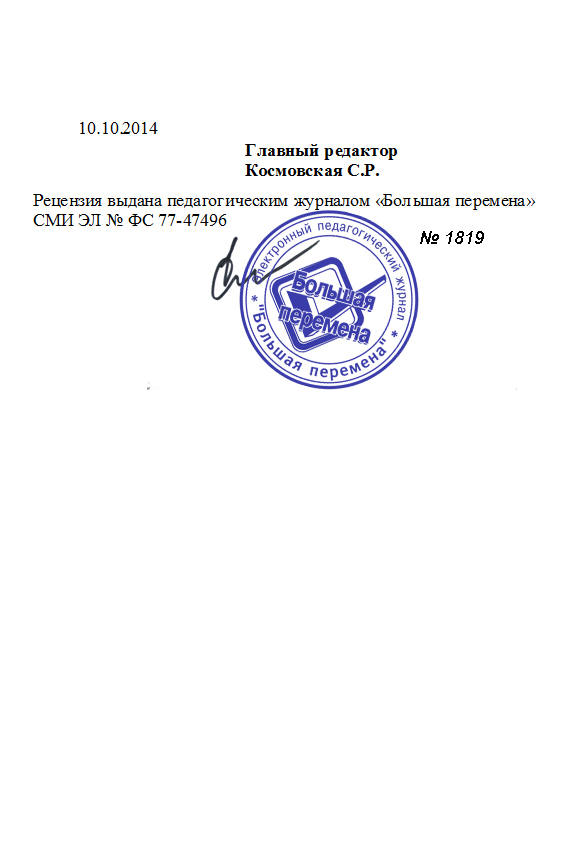 10.10.2014
Главный редактор
Космовская С.Р.
Рецензия выдана педагогическим журналом «Большая перемена»
СМИ ЭЛ № ФС 77-47496
№ 1819
* электронный педагогический журнал *
"Большая перемена"
Большая
перемена